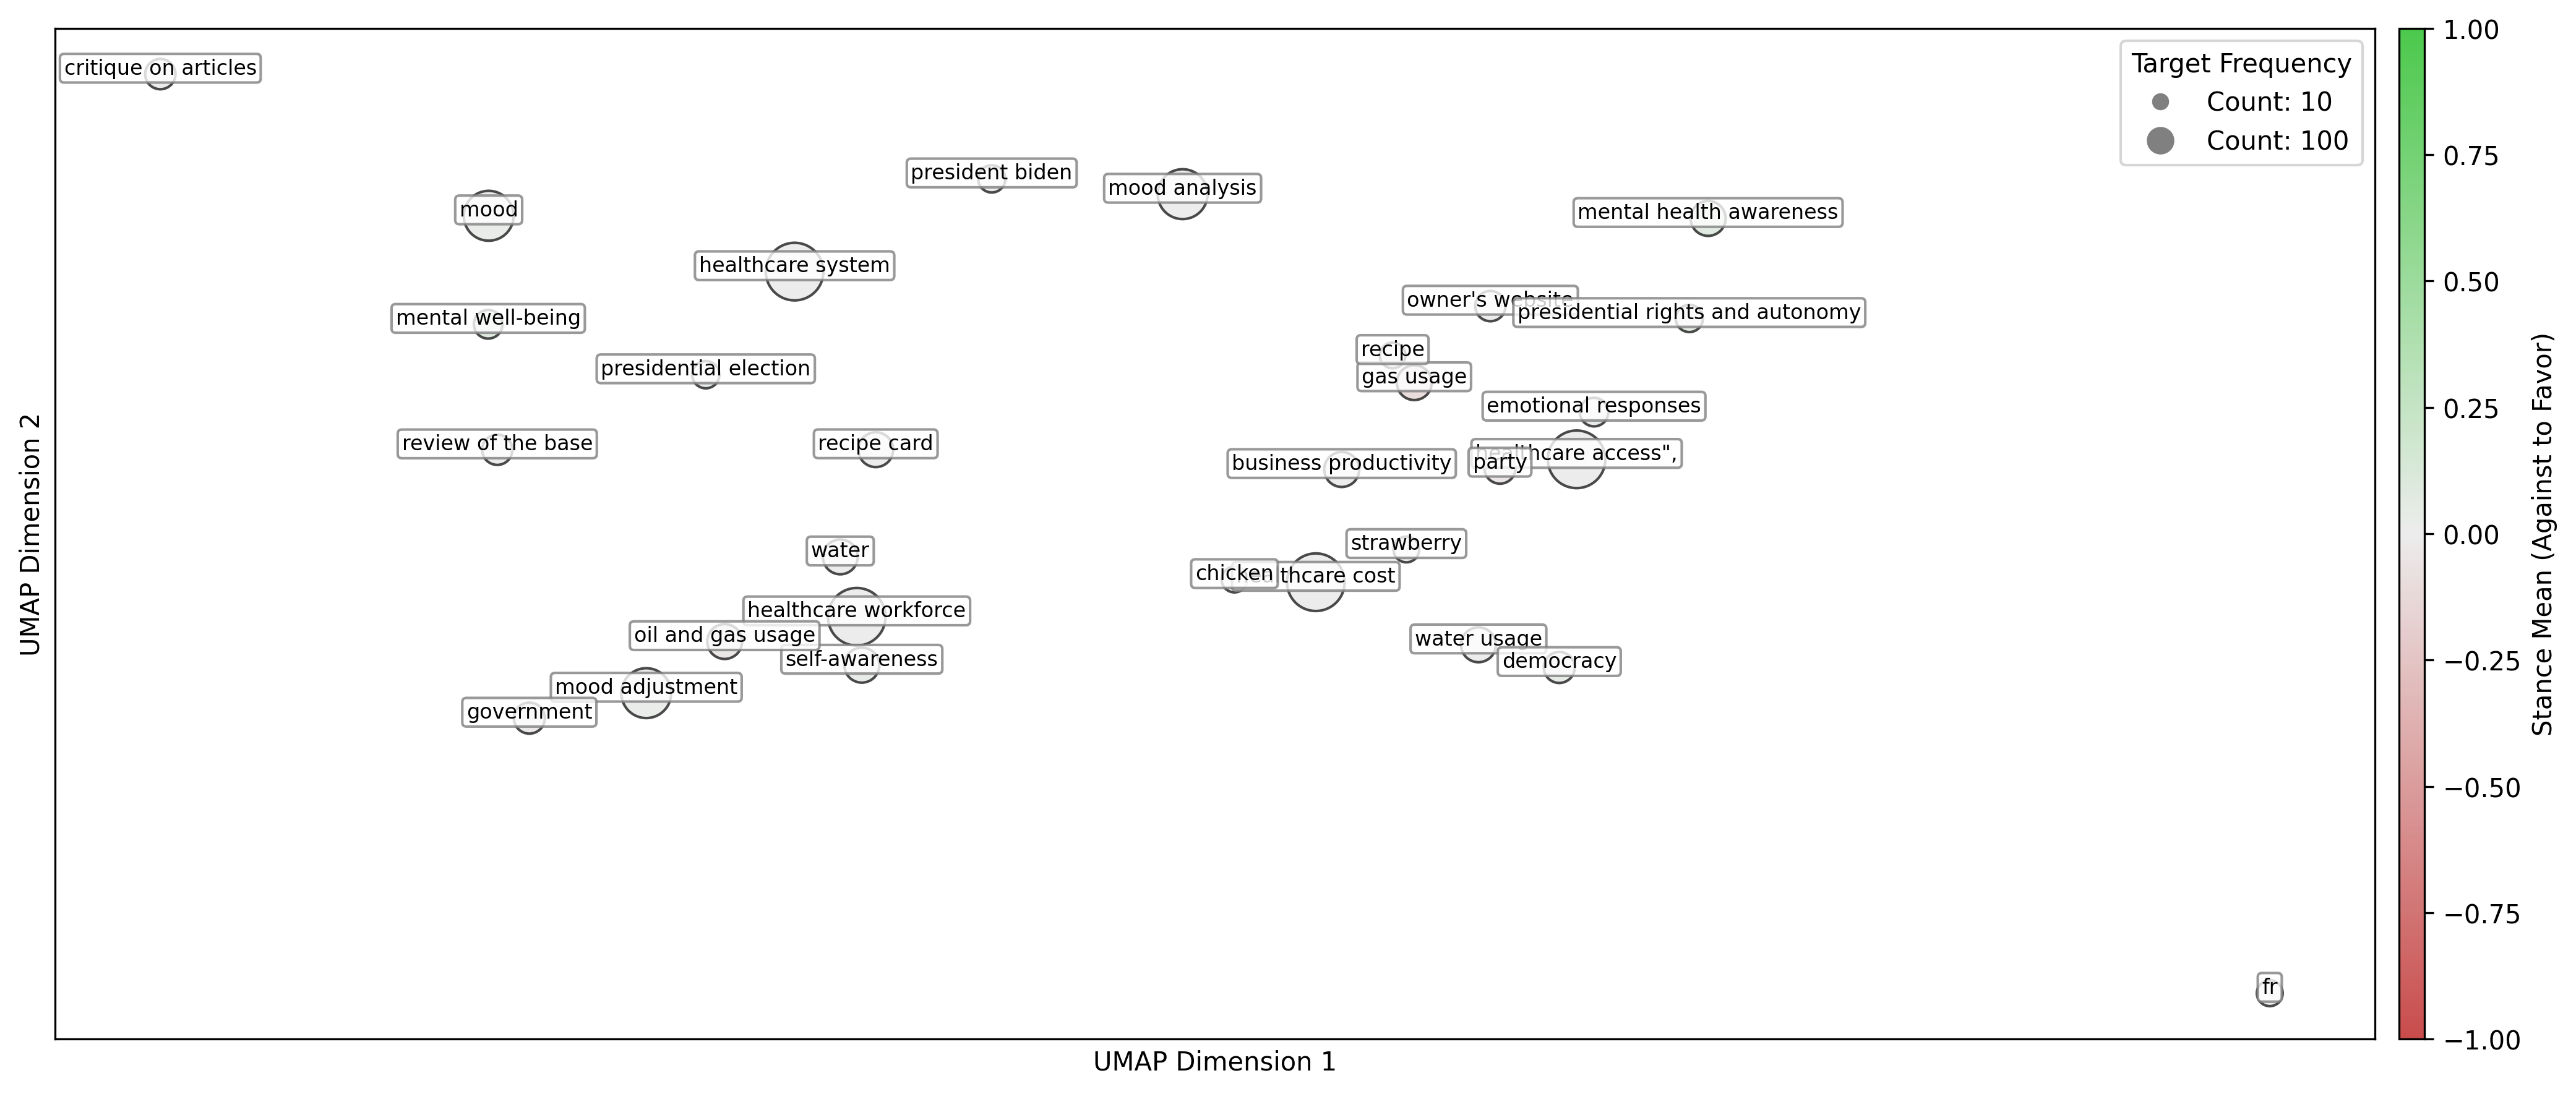 critique on articles
Target Frequency
Count: 10
Count: 100
president biden
mood analysis
mood
mental health awareness
healthcare system
owner's website
mental well-being
presidential rights and autonomy
recipe
presidential election
gas usage
emotional responses
review of the base
recipe card
healthcare access",
business productivity
party
strawberry
water
chicken
thcare cost
healthcare workforce
oil and gas usage
water usage
self-awareness
democracy
mood adjustment
government
fr
UMAP Dimension 1
UMAP Dimension 2
1.00
0.75
0.50
0.25
0.00
−0.25
−0.50
−0.75
−1.00
Stance Mean (Against to Favor)